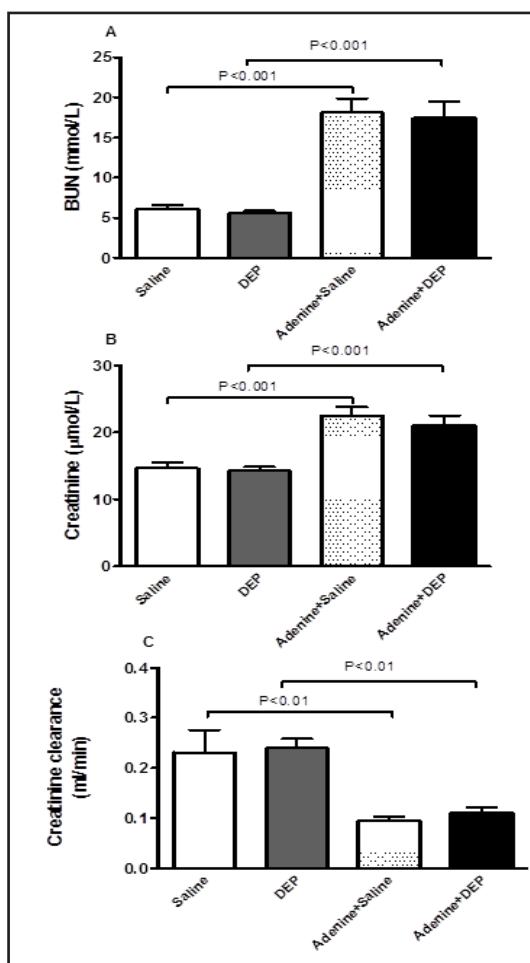 A
P<0.001
P<0.001
BUN (mmol/L)
25
20
15
10
5
0
Saline
DEP
Adenine+Saline
Adenine+DEP
B
P<0.001
P<0.001
Creatinine (µmol/L)
30
20
10
0
Saline
DEP
Adenine+Saline
Adenine+DEP
C
P<0.01
P<0.01
Creatinine clearance
(ml/min)
0.4
0.3
0.2
0.1
0.0
Saline
DEP
Adenine+Saline
Adenine+DEP